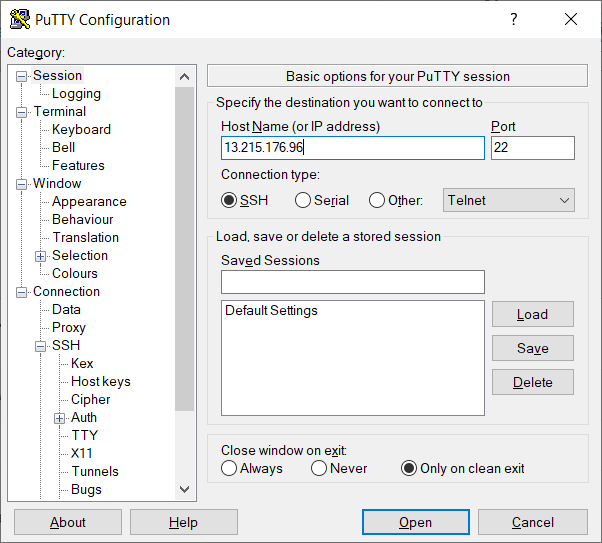 PuTTY Configuration
?
Category:
Session
Logging
Terminal
Keyboard
Bell
Features
Window
Appearance
Behaviour
Translation
Selection
Colours
Connection
Data
Proxy
SSH
Kex
Host keys
Cipher
Auth
TTY
X11
Tunnels
Bugs
Basic options for your PuTTY session
Specify the destination you want to connect to
Host Name (or IP address) Port
13.215.176.96 22
Connection type:
SSH Serial Other: Telnet
Load, save or delete a stored session
Saved Sessions
Default Settings
Load
Save
Delete
Close window on exit:
Always Never Only on clean exit
About Help Open Cancel